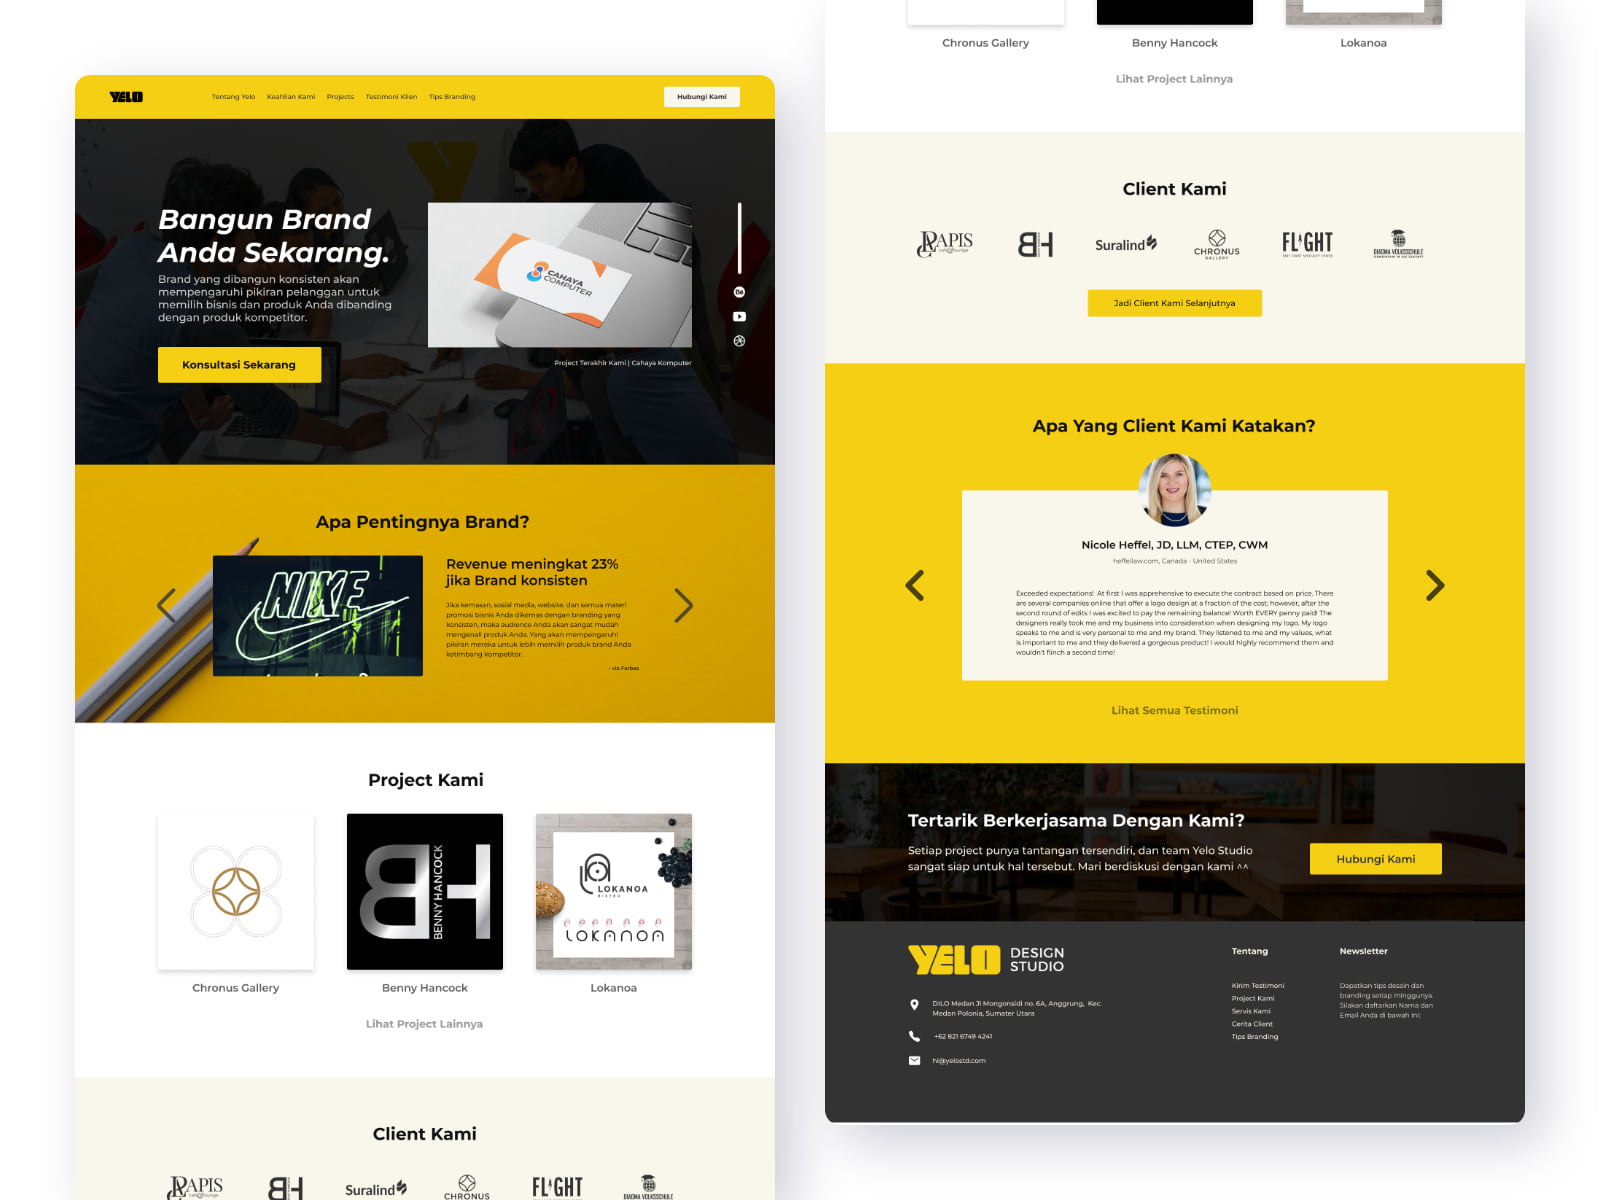 YELO
Tentang Yelo
Keahlian Kami
Projects
Testimoni Klien
Tips Branding
Hubungi Kami
Bangun Brand
Anda Sekarang.
Brand yang dibangun konsisten akan
mempengaruhi pikiran pelanggan untuk
memilih bisnis dan produk Anda dibanding
dengan produk kompetitor.
Konsultasi Sekarang
CAHAYA
COMPUTER
Project Terakhir Kami | Cahaya Komputer
Apa Pentingnya Brand?
NIKE
Revenue meningkat 23%
jika Brand konsisten
Jika kemasan, sosial media, website, dan semua materi
promosi bisnis Anda dikemas dengan branding yang
konsisten, maka audience Anda akan sangat mudah
mengenali produk Anda. Yang akan mempengaruhi
pikiran mereka untuk lebih memilih produk brand Anda
ketimbang kompetitor.
- via Forbes
Project Kami
BH
BENNY HANCOCK
LOKANOA
BISTRO
LOKANOA
Chronus Gallery
Benny Hancock
Lokanoa
Lihat Project Lainnya
Client Kami
RAPIS
BH
Suralind
CHRONUS
FLIGHT
DIAGMA VOLKSSCHULE
Chronus Gallery
Benny Hancock
Lokanoa
Lihat Project Lainnya
Client Kami
RAPIS
BH
Suralind
CHRONUS
GALLERY
FLIGHT
DIAGMA VOLKSSCHULE
Jadi Client Kami Selanjutnya
Apa Yang Client Kami Katakan?
Nicole Heffel, JD, LLM, CTEP, CWM
heffellaw.com, Canada - United States
Exceeded expectations! At first I was apprehensive to execute the contract based on price. There
are several companies online that offer a logo design at a fraction of the cost; however, after the
second round of edits I was excited to pay the remaining balance! Worth EVERY penny paid! The
designers really took me and my business into consideration when designing my logo. My logo
speaks to me and is very personal to me and my brand. They listened to me and my values, what
is important to me and they delivered a gorgeous product! I would highly recommend them and
wouldn't flinch a second time!
Lihat Semua Testimoni
Tertarik Berkerjasama Dengan Kami?
Setiap project punya tantangan tersendiri, dan team Yelo Studio
sangat siap untuk hal tersebut. Mari berdiskusi dengan kami ^^
Hubungi Kami
YELO DESIGN
STUDIO
DiLO Medan Jl Mongonsidi no. 6A, Anggrung, Kec.
Medan Polonia, Sumater Utara
+62 821 6749 4241
hi@yelostd.com
Tentang
Kirim Testimoni
Project Kami
Servis Kami
Cerita Client
Tips Branding
Newsletter
Dapatkan tips desain dan
branding setiap minggunya.
Silakan daftarkan Nama dan
Email Anda di bawah ini: